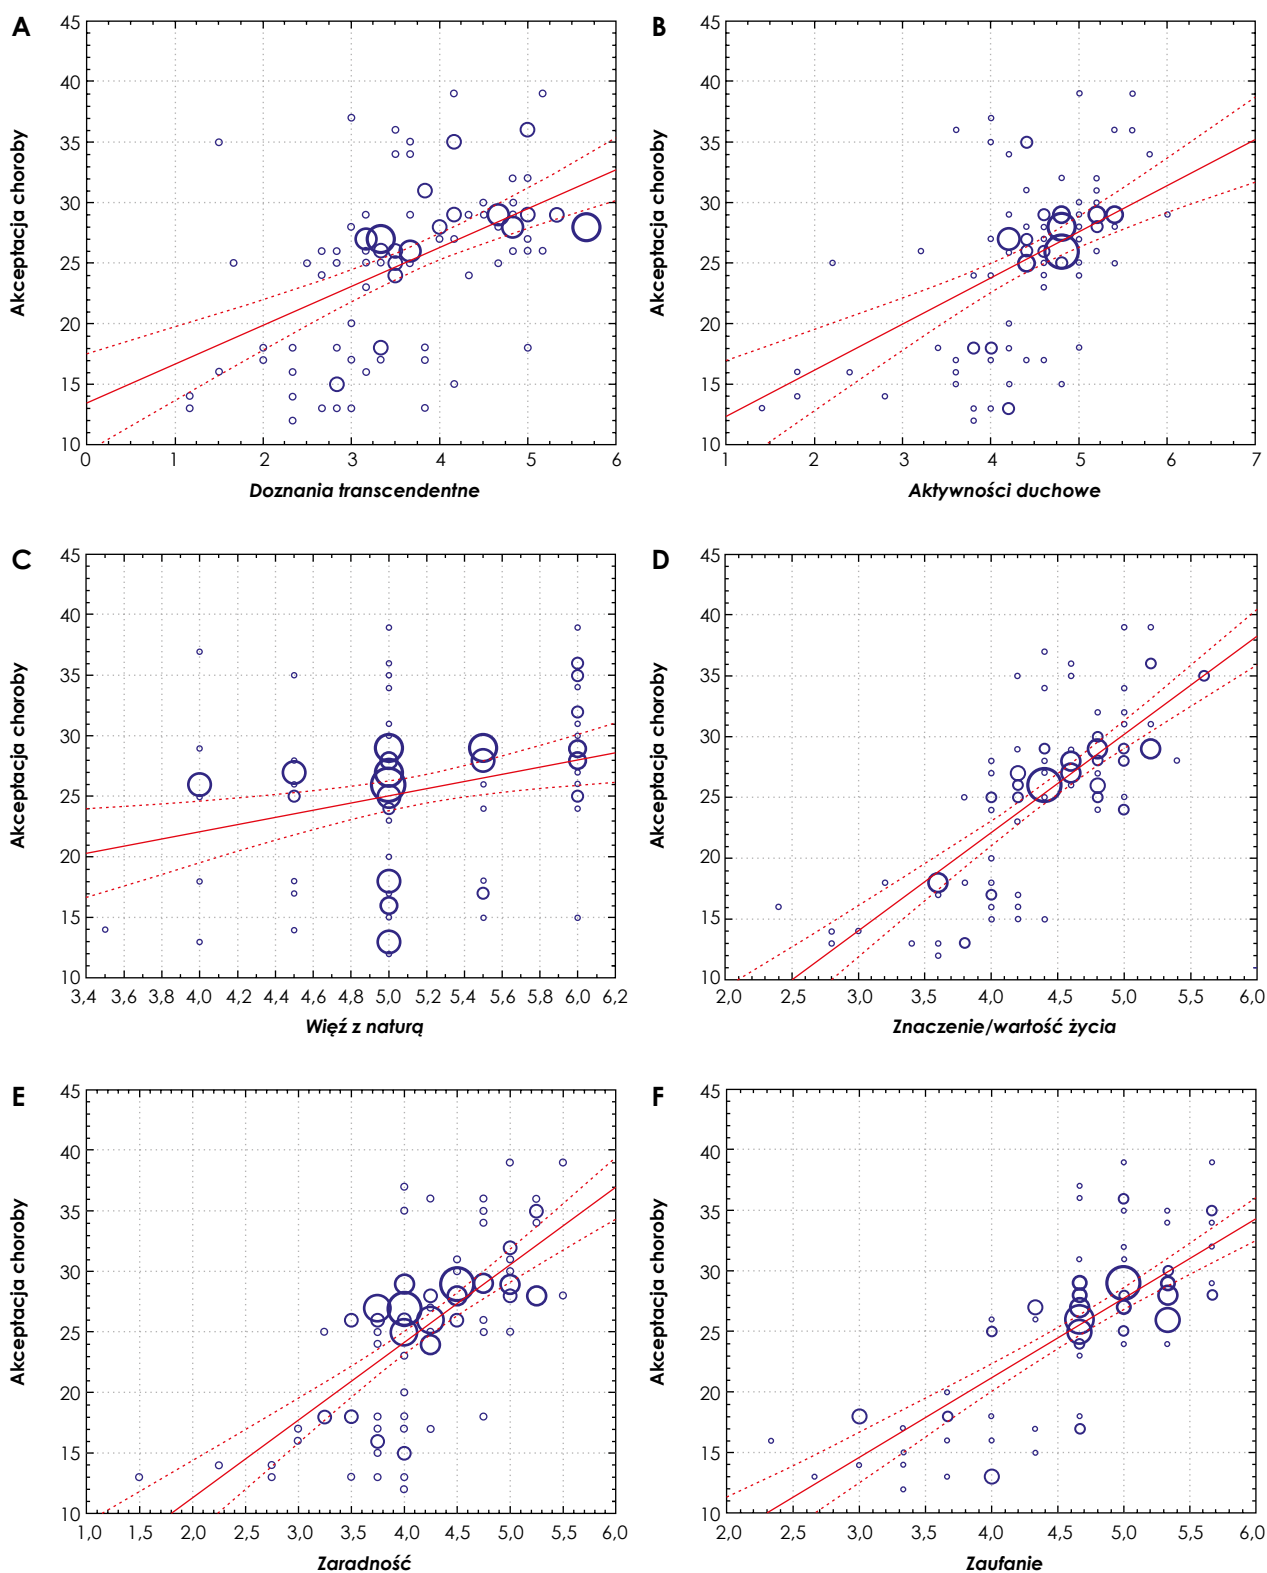 A
Akceptacja choroby
45
40
35
30
25
20
15
10
0 1 2 3 4 5 6
Doznania transcendentne
B
Akceptacja choroby
45
40
35
30
25
20
15
10
1 2 3 4 5 6 7
Aktywności duchowe
C
Akceptacja choroby
45
40
35
30
25
20
15
10
3,4 3,6 3,8 4,0 4,2 4,4 4,6 4,8 5,0 5,2 5,4 5,6 5,8 6,0 6,2
Więź z naturą
D
Akceptacja choroby
45
40
35
30
25
20
15
10
2,0 2,5 3,0 3,5 4,0 4,5 5,0 5,5 6,0
Znaczenie/wartość życia
E
Akceptacja choroby
45
40
35
30
25
20
15
10
1,0 1,5 2,0 2,5 3,0 3,5 4,0 4,5 5,0 5,5 6,0
Zaradność
F
Akceptacja choroby
45
40
35
30
25
20
15
10
2,0 2,5 3,0 3,5 4,0 4,5 5,0 5,5 6,0
Zaufanie